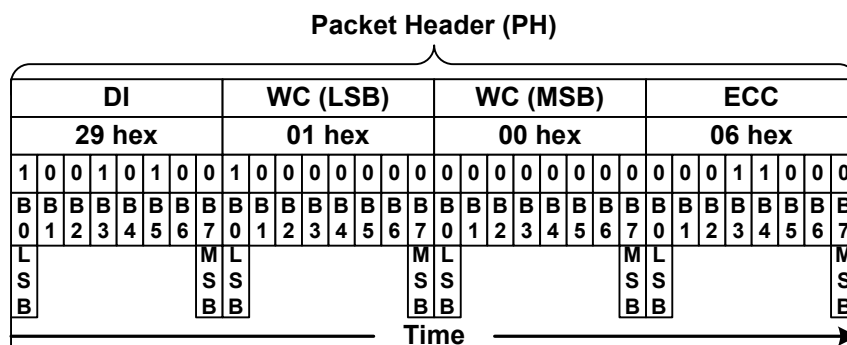 Packet Header (PH)
DI WC (LSB) WC (MSB) ECC
29 hex 01 hex 00 hex 06 hex
1 0 0 1 0 1 0 0 1 0 0 0 0 0 0 0 0 0 0 0 0 0 0 0 0 0 0 1 1 0 0 0
B B B B B B B B B B B B B B B B B B B B B B B B B B B B B B B B
0 1 2 3 4 5 6 7 0 1 2 3 4 5 6 7 0 1 2 3 4 5 6 7 0 1 2 3 4 5 6 7
L M L M L M L M
S S S S S S S S
B B B B B B B B
Time